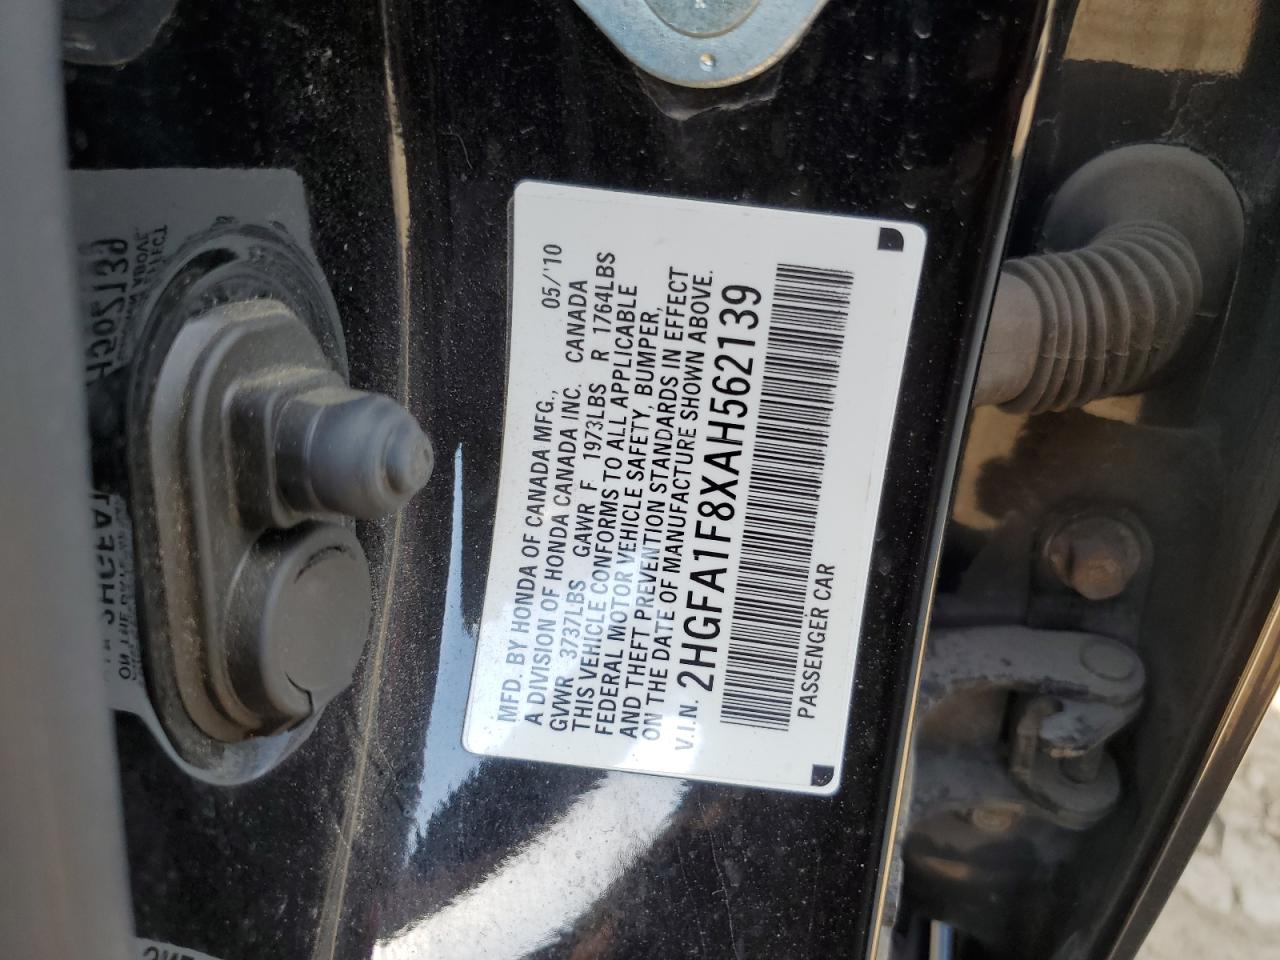 MFD. BY HONDA OF CANADA MFG., 05/'10
A DIVISION OF HONDA CANADA INC. CANADA
GVWR 3737LBS GAWR F 1973LBS R 1764LBS
THIS VEHICLE CONFORMS TO ALL APPLICABLE
FEDERAL MOTOR VEHICLE SAFETY, BUMPER,
AND THEFT PREVENTION STANDARDS IN EFFECT
ON THE DATE OF MANUFACTURE SHOWN ABOVE.
V.I.N. 2HGFA1F8XAH562139
PASSENGER CAR